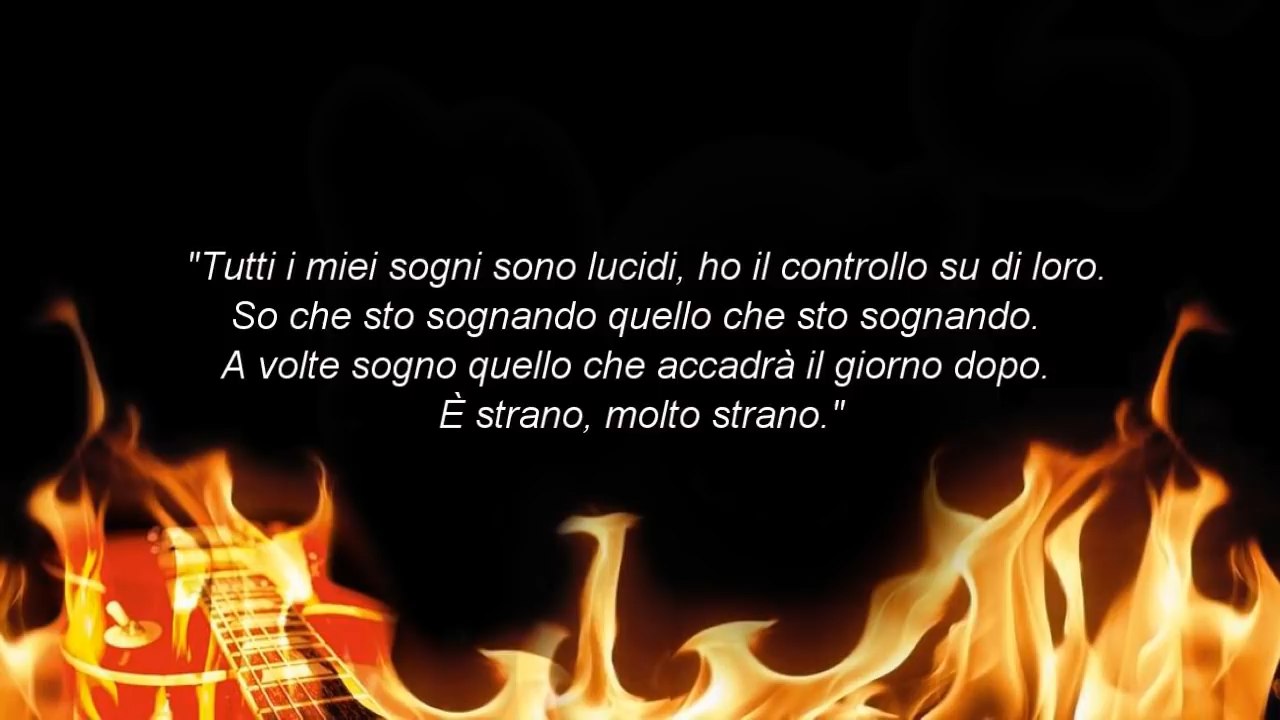 "Tutti i miei sogni sono lucidi, ho il controllo su di loro.
So che sto sognando quello che sto sognando.
A volte sogno quello che accadrà il giorno dopo.
È strano, molto strano."